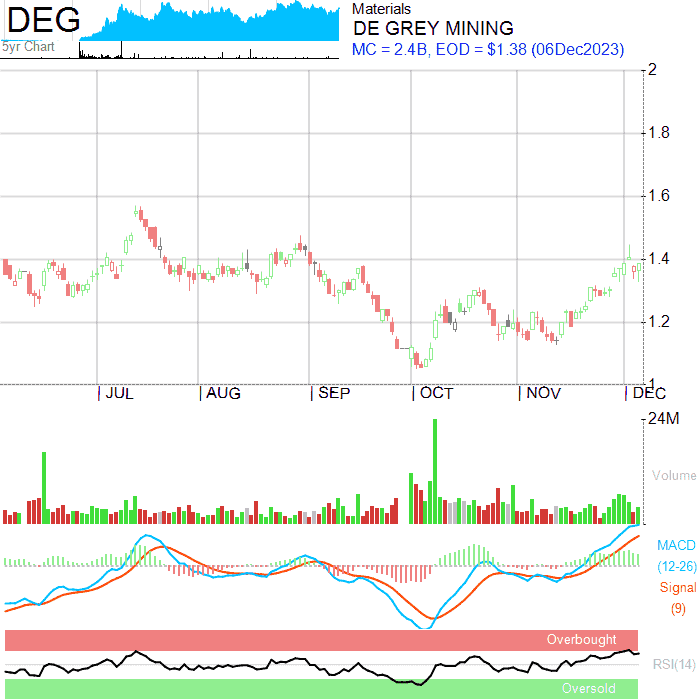 DEG
5yr Chart
Materials
DE GREY MINING
MC = 2.4B, EOD = $1.38 (06Dec2023)
2
1.8
1.6
1.4
1.2
1
JUL AUG SEP OCT NOV DEC
24M
Volume
MACD
(12-26)
Signal
(9)
Overbought
RSI(14)
Oversold